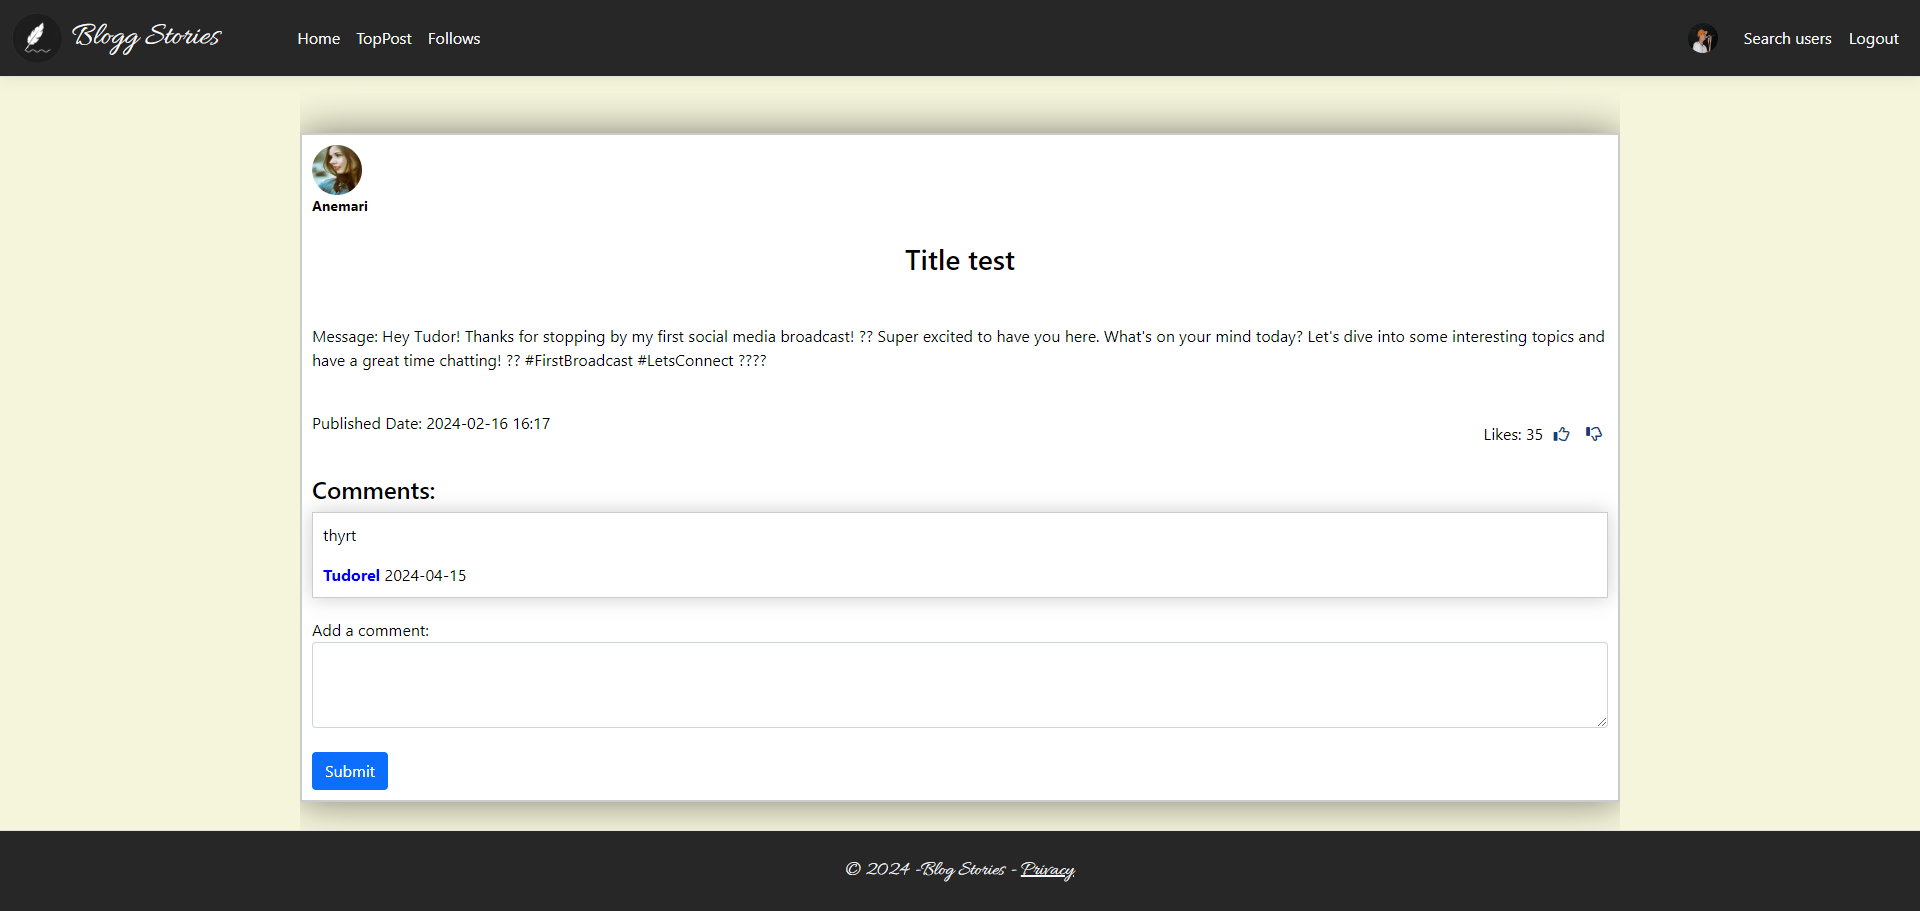 Blogg Stories
Home TopPost Follows
Search users Logout
Anemari
Title test
Message: Hey Tudor! Thanks for stopping by my first social media broadcast! ?? Super excited to have you here. What's on your mind today? Let's dive into some interesting topics and
have a great time chatting! ?? #FirstBroadcast #LetsConnect ????
Published Date: 2024-02-16 16:17
Likes: 35
Comments:
thyrt
Tudorel 2024-04-15
Add a comment:
Submit
© 2024 -Blog Stories - Privacy